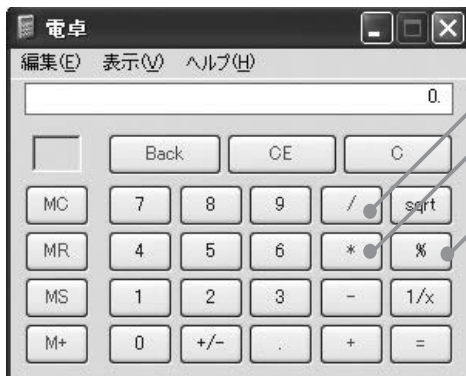 電卓
編集(E) 表示(V) ヘルプ(H)
0.
Back CE C
MC 7 8 9 / sqrt
MR 4 5 6 * %
MS 1 2 3 - 1/x
M+ 0 +/- . + =